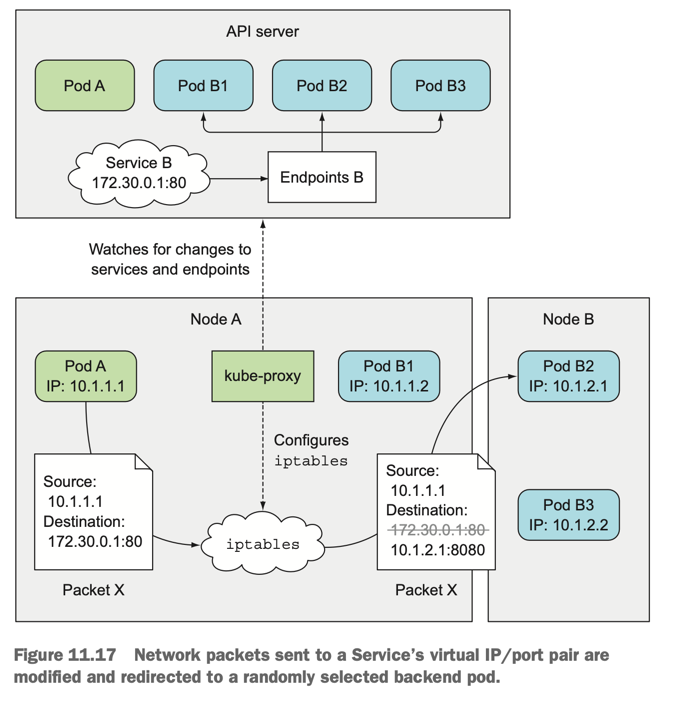 API server
Pod A
Pod B1
Pod B2
Pod B3
Service B
172.30.0.1:80
Endpoints B
Watches for changes to
services and endpoints
Node A
Node B
Pod A
IP: 10.1.1.1
kube-proxy
Pod B1
IP: 10.1.1.2
Pod B2
IP: 10.1.2.1
Configures
iptables
Source:
10.1.1.1
Destination:
172.30.0.1:80
Packet X
iptables
Source:
10.1.1.1
Destination:
172.30.0.1:80
10.1.2.1:8080
Packet X
Pod B3
IP: 10.1.2.2
Figure 11.17 Network packets sent to a Service's virtual IP/port pair are
modified and redirected to a randomly selected backend pod.